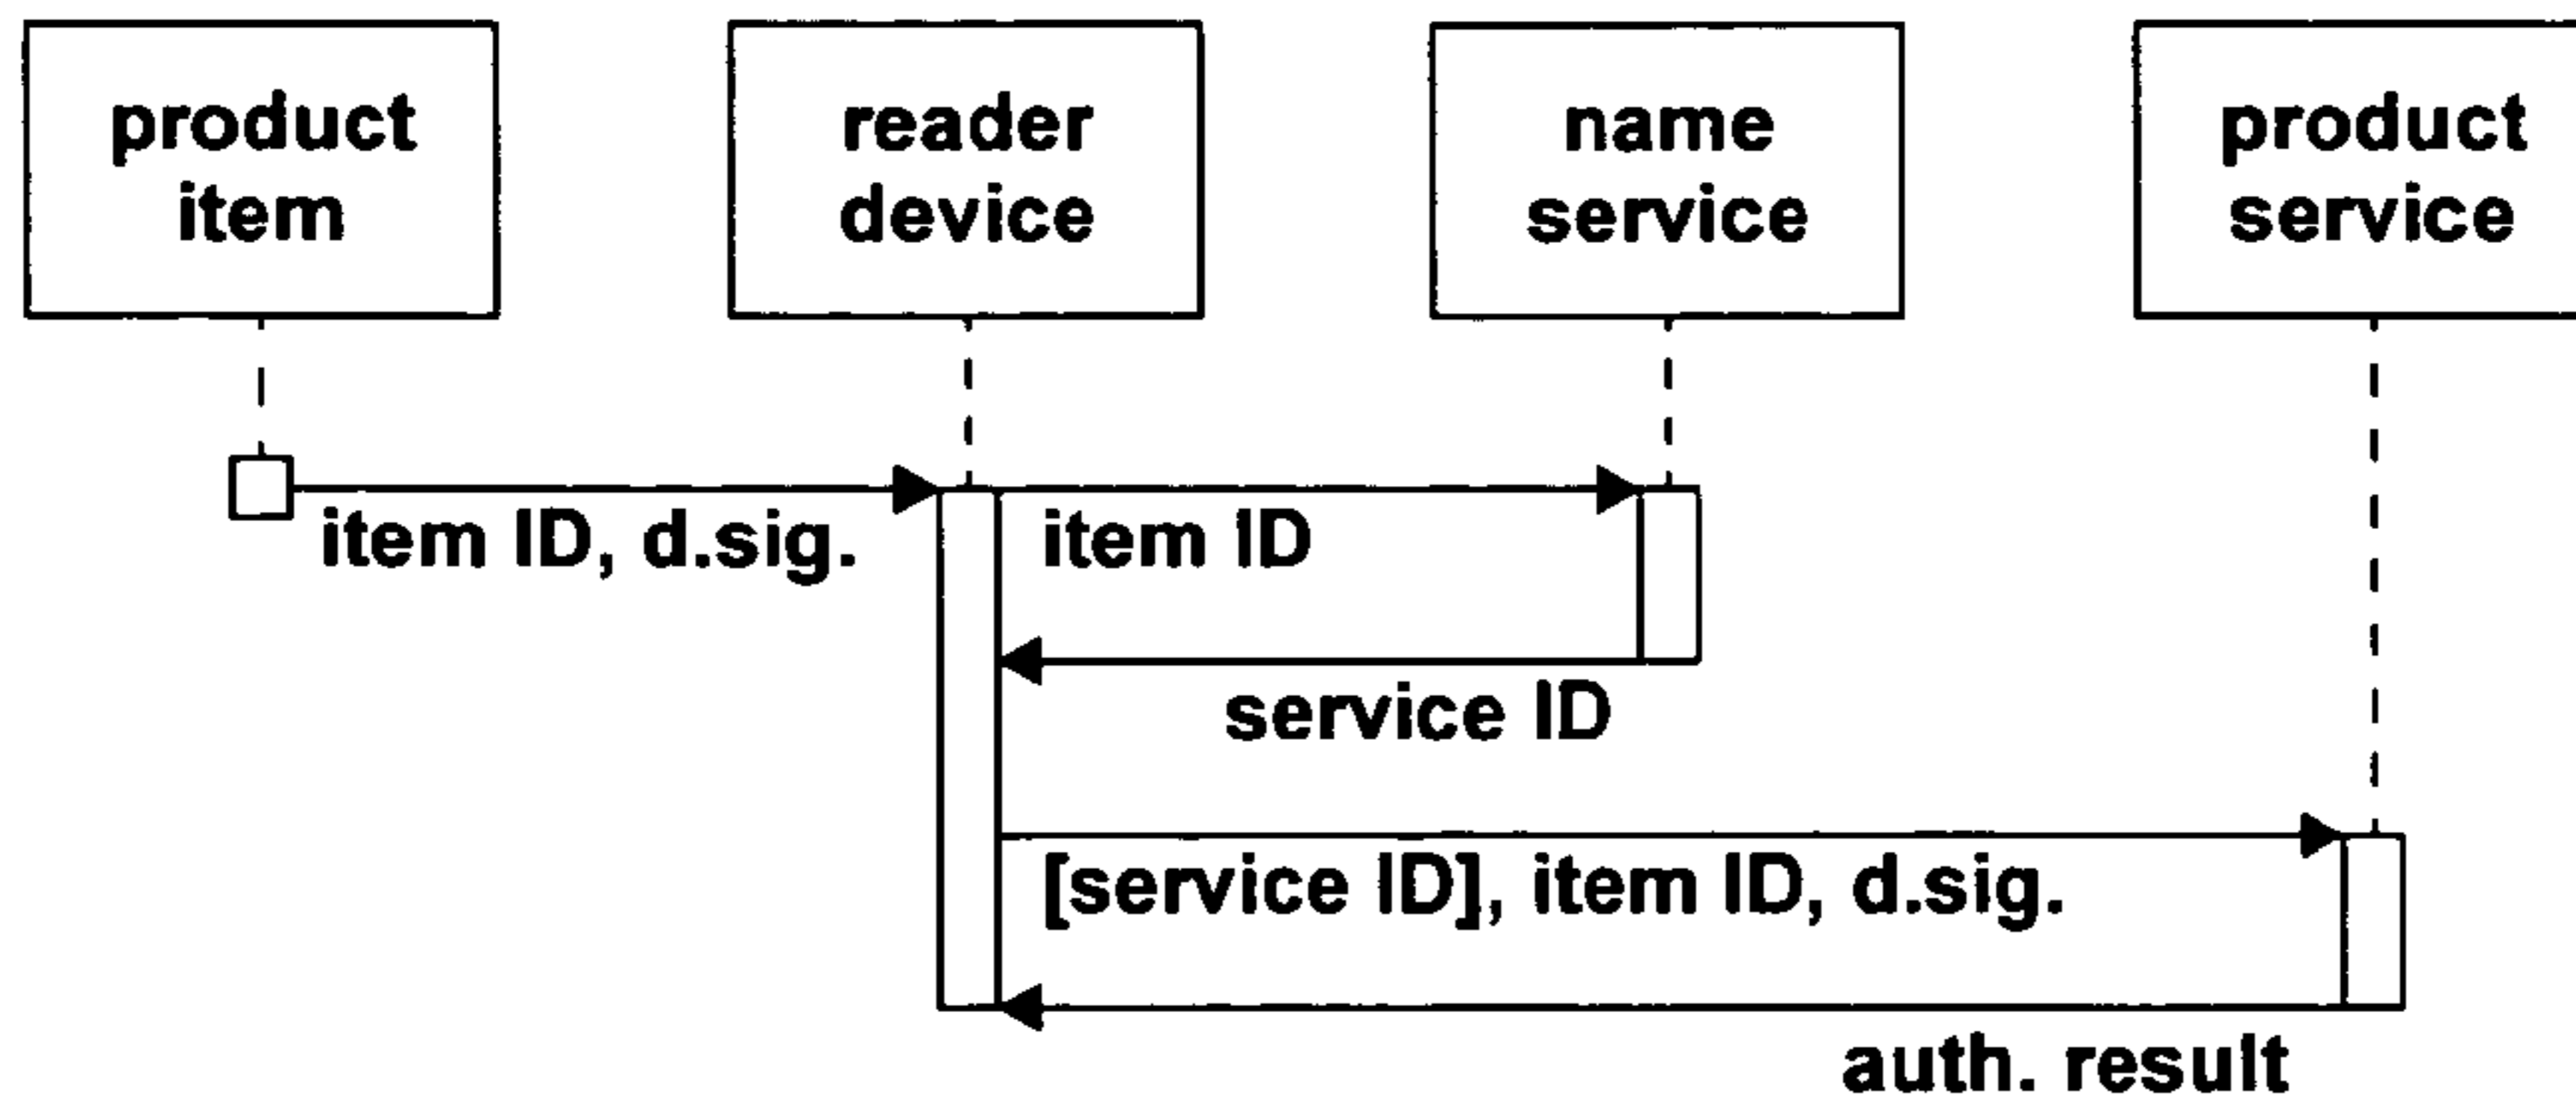 product
item
reader
device
name
service
product
service
item ID, d.sig.
item ID
service ID
[service ID], item ID, d.sig.
auth. result